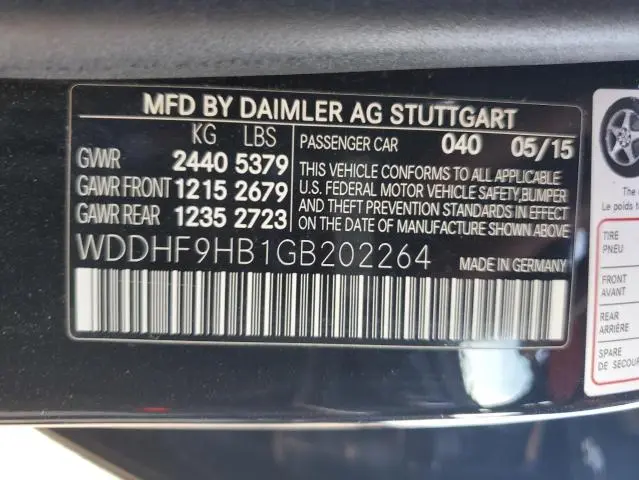 MFD BY DAIMLER AG STUTTGART
KG LBS PASSENGER CAR 040 05/15
GVWR 2440 5379
GAWR FRONT 1215 2679
GAWR REAR 1235 2723
THIS VEHICLE CONFORMS TO ALL APPLICABLE
U.S. FEDERAL MOTOR VEHICLE SAFETY,BUMPER
AND THEFT PREVENTION STANDARDS IN EFFECT
ON THE DATE OF MANUFACTURE SHOWN ABOVE
WDDHF9HB1GB202264 MADE IN GERMANY
The
Le poids
TIRE
PNEU
FRONT
AVANT
REAR
ARRIÈRE
SPARE
DE